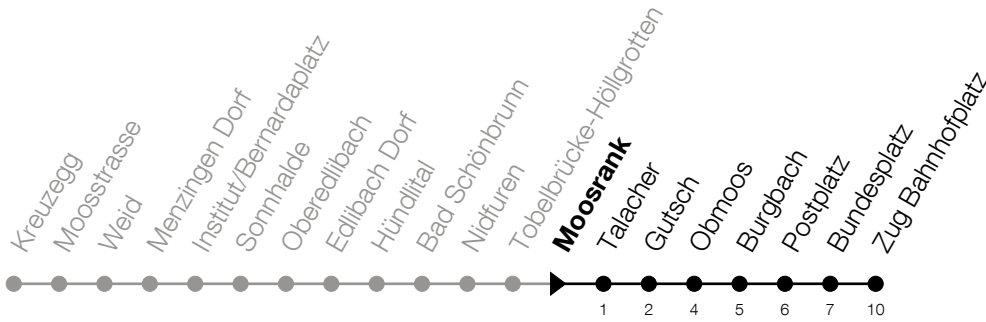 Kreuzegg
Moosstrasse
Weid
Menzingen Dorf
Institut/Bernardaplatz
Sonnhalde
Oberedlibach
Edlibach Dorf
Hündlital
Bad Schönbrunn
Nidfuren
Tobelbrücke-Höllgrotten
Moosrank
Talacher
Gutsch
Obmoos
Burgbach
Postplatz
Bundesplatz
Zug Bahnhofplatz
1 2 4 5 6 7 10